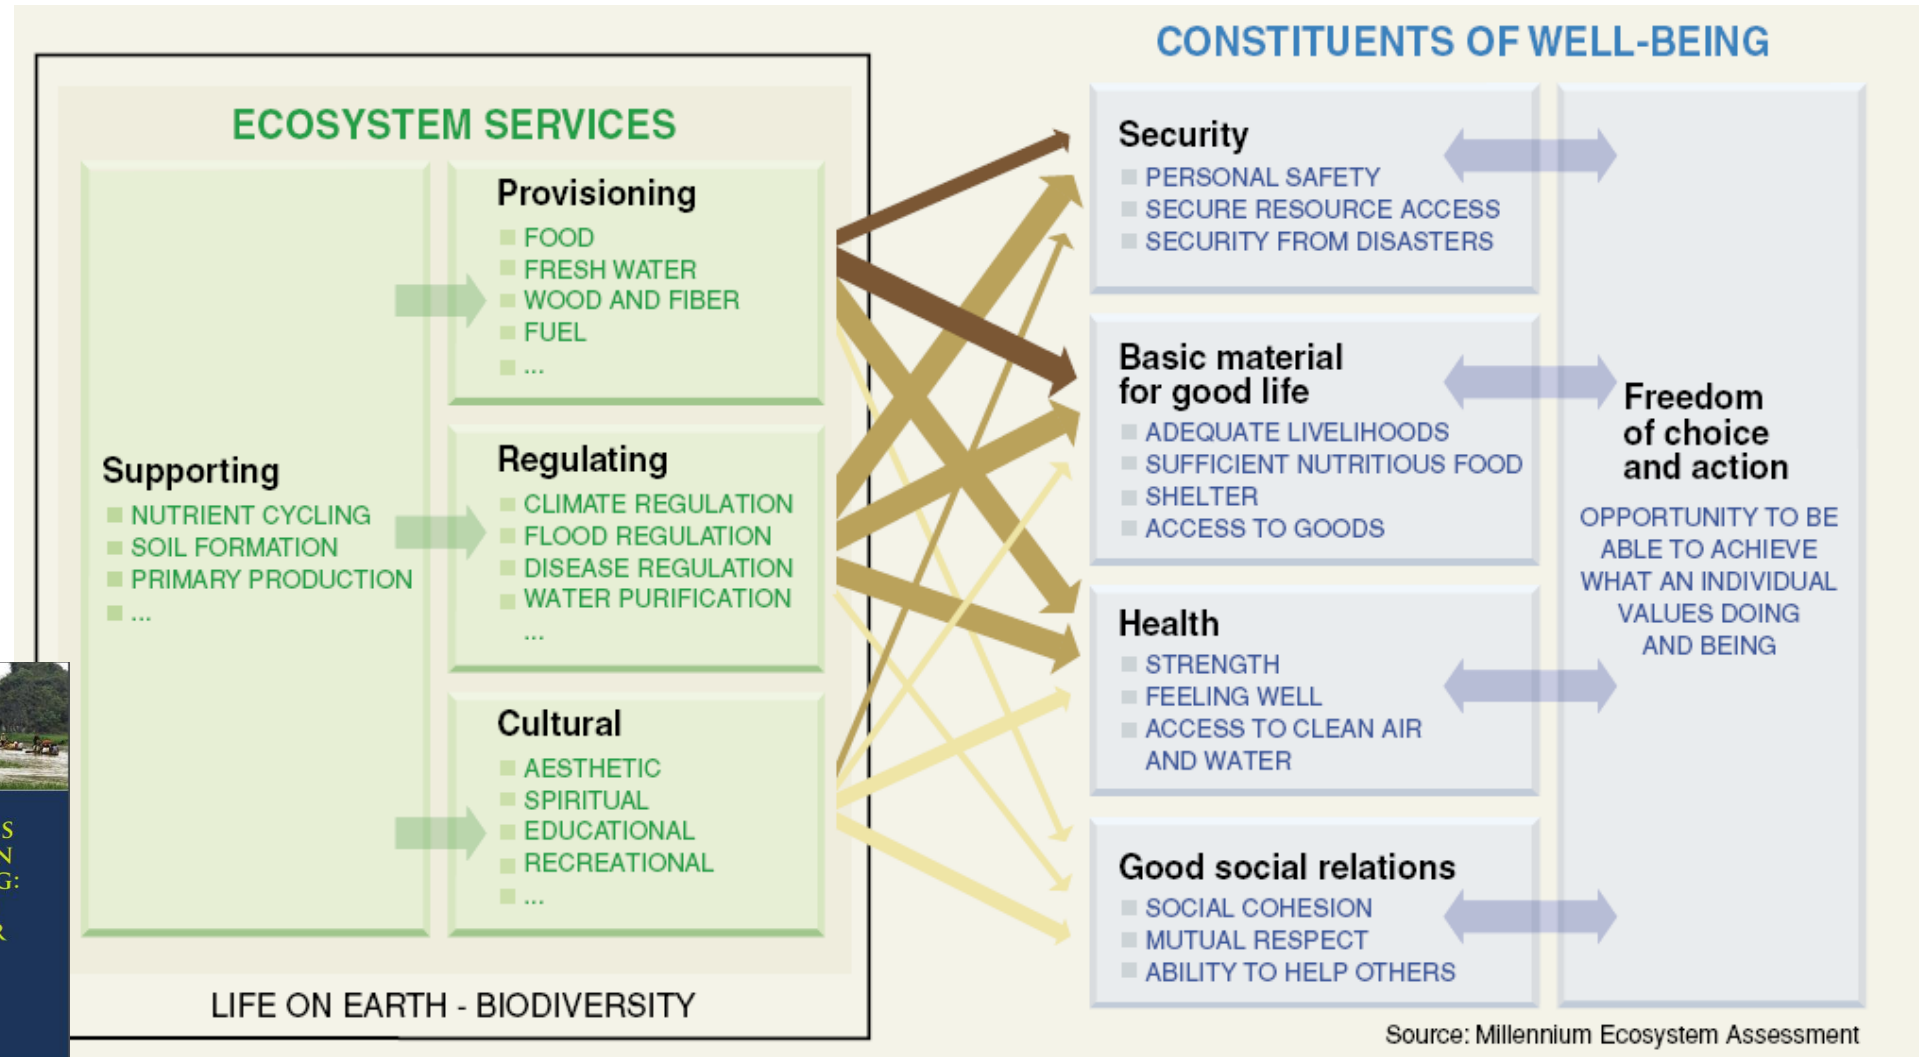 CONSTITUENTS OF WELL-BEING
ECOSYSTEM SERVICES
Supporting
NUTRIENT CYCLING
SOIL FORMATION
PRIMARY PRODUCTION
...
Provisioning
FOOD
FRESH WATER
WOOD AND FIBER
FUEL
...
Regulating
CLIMATE REGULATION
FLOOD REGULATION
DISEASE REGULATION
WATER PURIFICATION
...
Cultural
AESTHETIC
SPIRITUAL
EDUCATIONAL
RECREATIONAL
...
LIFE ON EARTH - BIODIVERSITY
Security
PERSONAL SAFETY
SECURE RESOURCE ACCESS
SECURITY FROM DISASTERS
Basic material
for good life
ADEQUATE LIVELIHOODS
SUFFICIENT NUTRITIOUS FOOD
SHELTER
ACCESS TO GOODS
Health
STRENGTH
FEELING WELL
ACCESS TO CLEAN AIR
AND WATER
Good social relations
SOCIAL COHESION
MUTUAL RESPECT
ABILITY TO HELP OTHERS
Freedom
of choice
and action
OPPORTUNITY TO BE
ABLE TO ACHIEVE
WHAT AN INDIVIDUAL
VALUES DOING
AND BEING
Source: Millennium Ecosystem Assessment